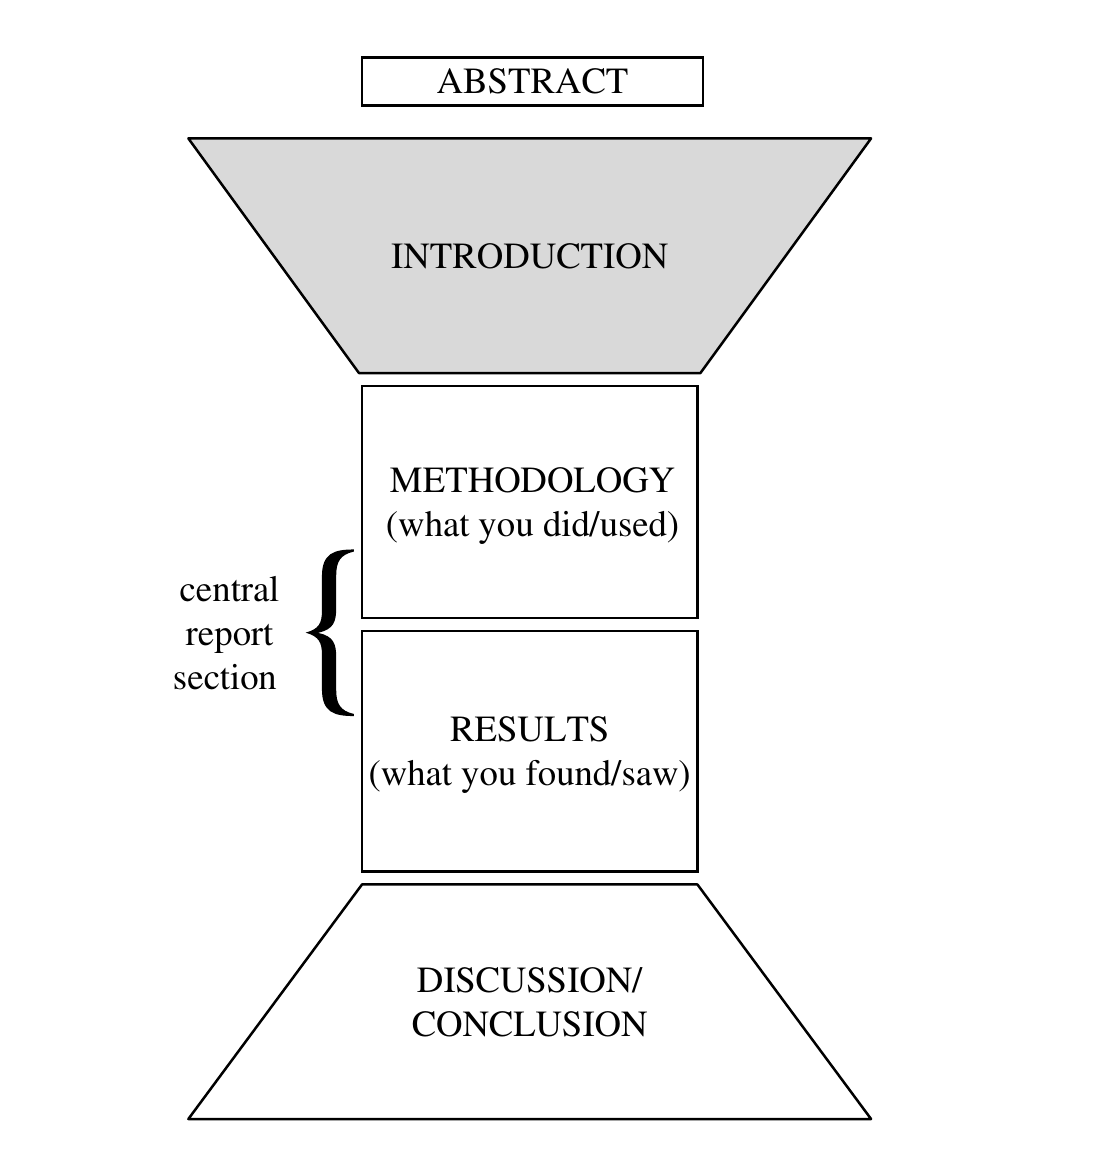 ABSTRACT
INTRODUCTION
METHODOLOGY
(what you did/used)
central
report
section
RESULTS
(what you found/saw)
DISCUSSION/
CONCLUSION